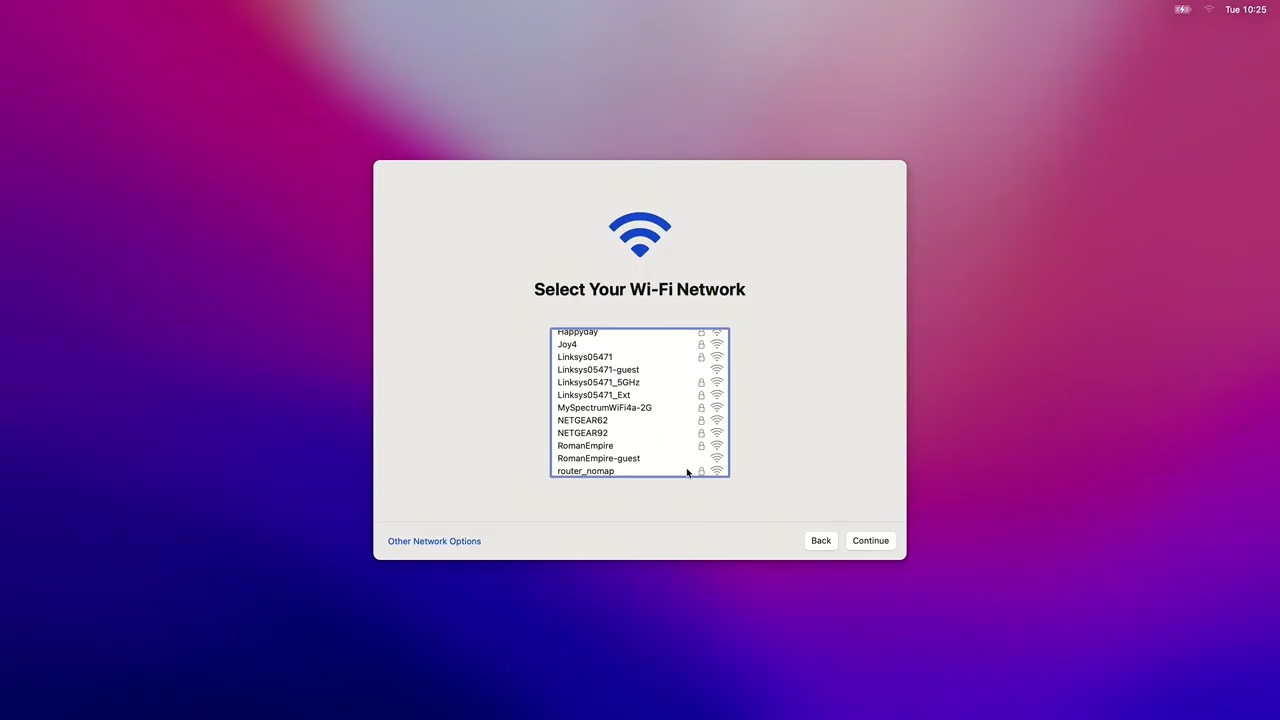 Tue 10:25
Select Your Wi-Fi Network
Happyday
Joy4
Linksys05471
Linksys05471-guest
Linksys05471_5GHz
Linksys05471_Ext
MySpectrumWiFi4a-2G
NETGEAR62
NETGEAR92
RomanEmpire
RomanEmpire-guest
router_nomap
Other Network Options
Back
Continue